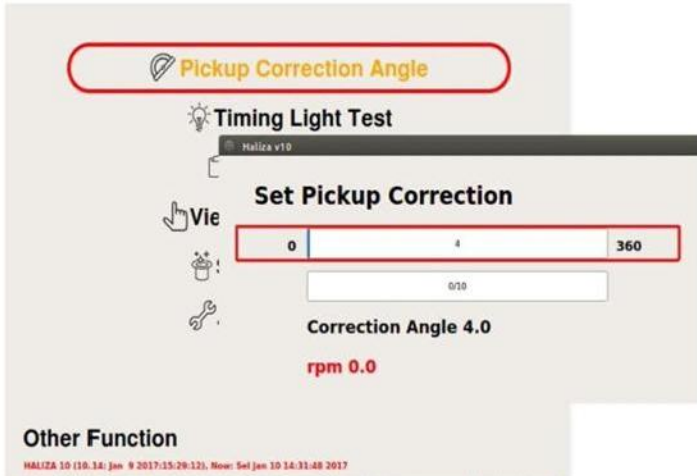 Pickup Correction Angle
Timing Light Test
Haliza v10
Set Pickup Correction
Vie
0 4 360
0/10
Correction Angle 4.0
rpm 0.0
Other Function
HALIZA 10 (10.14: Jan 9 2017:15:29:12), Now: Sel Jan 10 14:31:48 2017